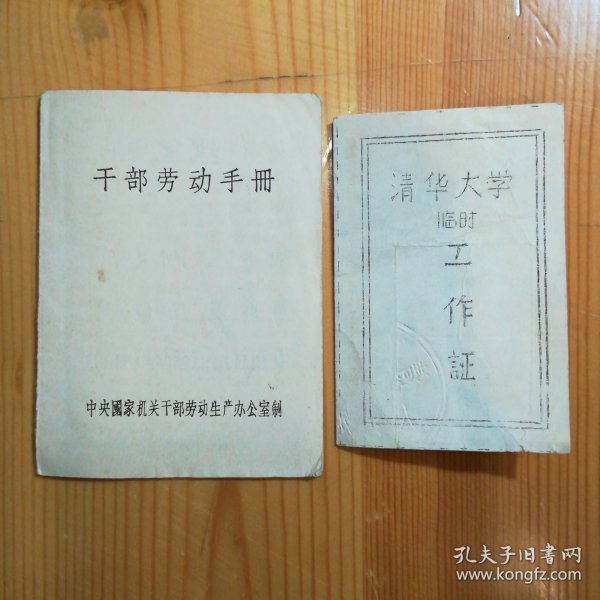 干部劳动手冊
中央國家机关干部劳动生产办公室制
清华大学
临时
工
作
証
孔夫子旧书网
www.kongfz.com